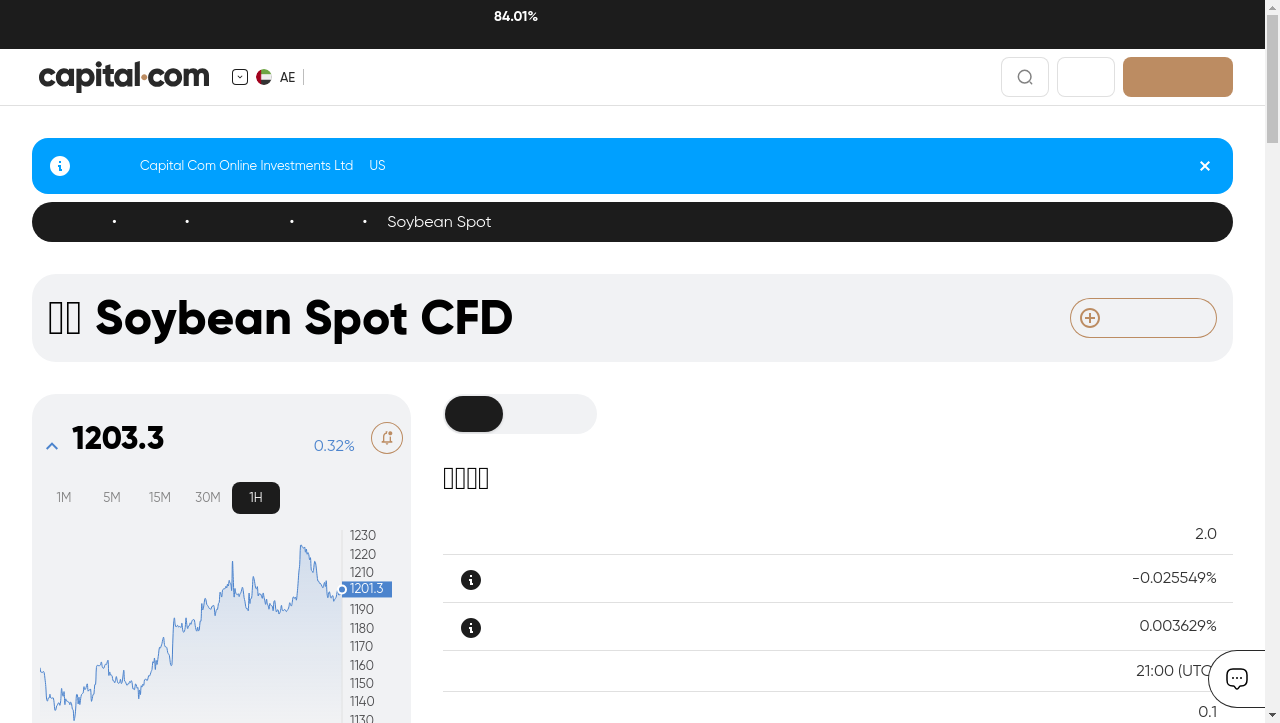 84.01%
capital.com
AE
Capital Com Online Investments Ltd US
Soybean Spot
Soybean Spot CFD
1203.3
0.32%
1M 5M 15M 30M 1H
1230
1220
1210
1201.3
1190
1180
1170
1160
1150
1140
1130
2.0
-0.025549%
0.003629%
21:00 (UTC
0.1